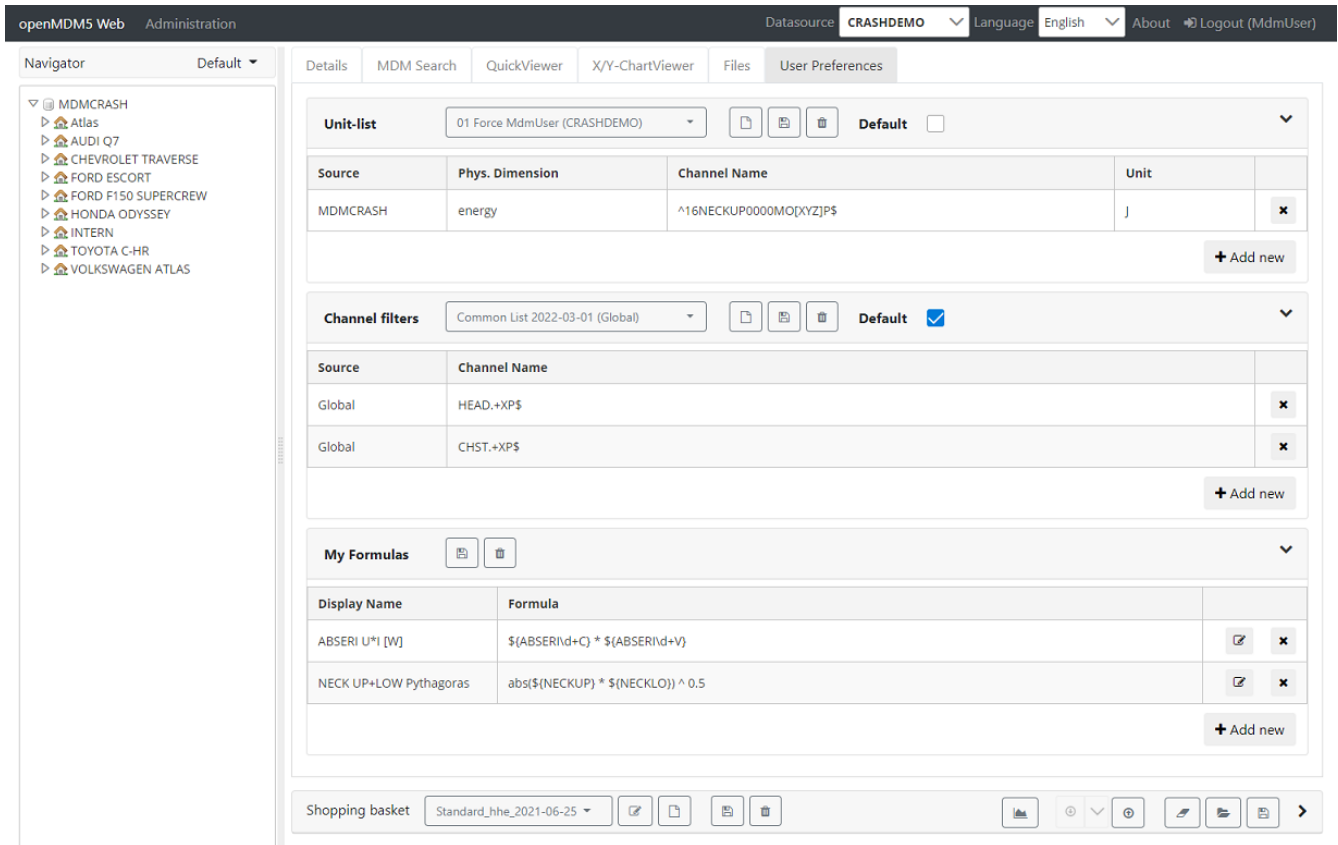 openMDM5 Web Administration Datasource CRASHDEMO Language English About Logout (MdmUser)
Navigator Default
MDMCRASH
Atlas
AUDI Q7
CHEVROLET TRAVERSE
FORD ESCORT
FORD F150 SUPERCREW
HONDA ODYSSEY
INTERN
TOYOTA C-HR
VOLKSWAGEN ATLAS
Details MDM Search QuickViewer X/Y-ChartViewer Files User Preferences
Unit-list 01 Force MdmUser (CRASHDEMO) Default
Source Phys. Dimension Channel Name Unit
MDMCRASH energy ^16NECKUP0000MO[XYZ]P$ J
Add new
Channel filters Common List 2022-03-01 (Global) Default
Source Channel Name
Global HEAD.+XP$
Global CHST.+XP$
Add new
My Formulas
Display Name Formula
ABSERI U*I [W] ${ABSERI\d+C} * ${ABSERI\d+V}
NECK UP+LOW Pythagoras abs(${NECKUP} * ${NECKLO}) ^ 0.5
Add new
Shopping basket Standard_hhe_2021-06-25